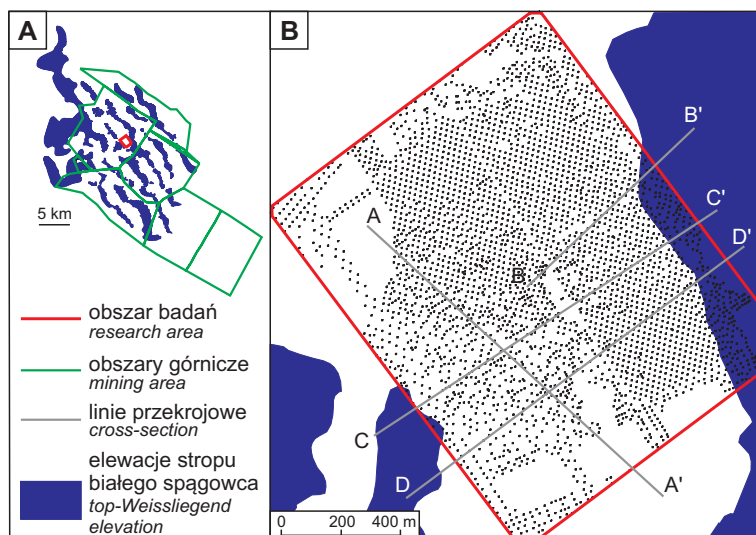 A
5 km
obszar badań
research area
obszary górnicze
mining area
linie przekrojowe
cross-section
elewacje stropu
białego spągowca
top-Weissliegend
elevation
B
B'
C'
D'
A
B
C
D
A'
0 200 400 m